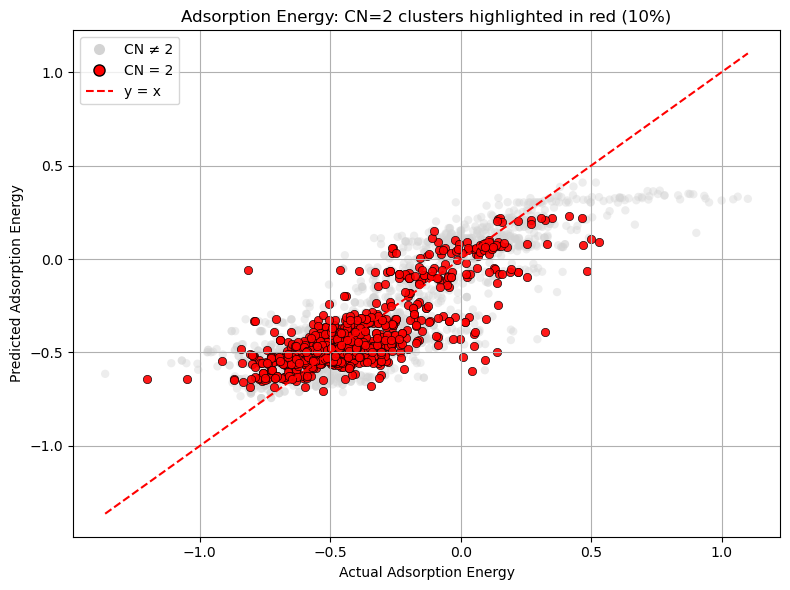 Adsorption Energy: CN=2 clusters highlighted in red (10%)
CN ≠ 2
CN = 2
y = x
1.0
0.5
0.0
−0.5
−1.0
Predicted Adsorption Energy
−1.0 −0.5 0.0 0.5 1.0
Actual Adsorption Energy